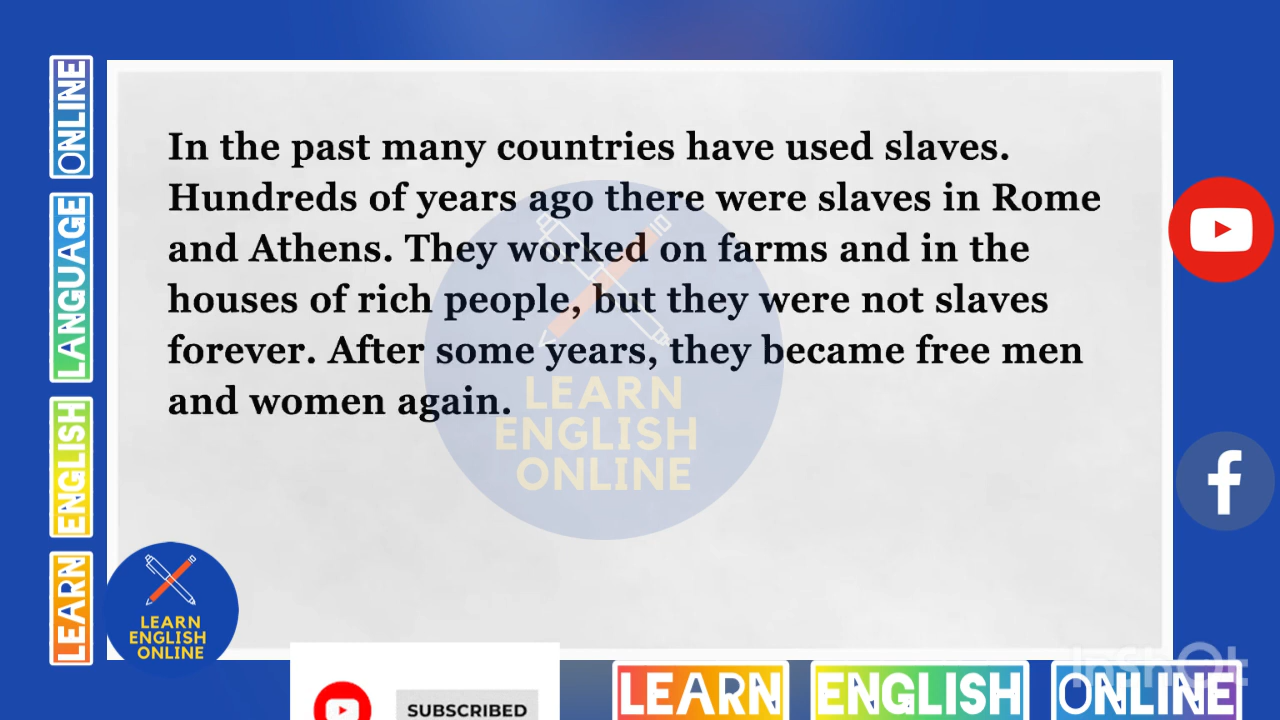 In the past many countries have used slaves.
Hundreds of years ago there were slaves in Rome
and Athens. They worked on farms and in the
houses of rich people, but they were not slaves
forever. After some years, they became free men
and women again.
LEARN
ENGLISH
ONLINE
LEARN ENGLISH LANGUAGE ONLINE
LEARN
ENGLISH
ONLINE
SUBSCRIBED
LEARN ENGLISH ONLINE
InShOt